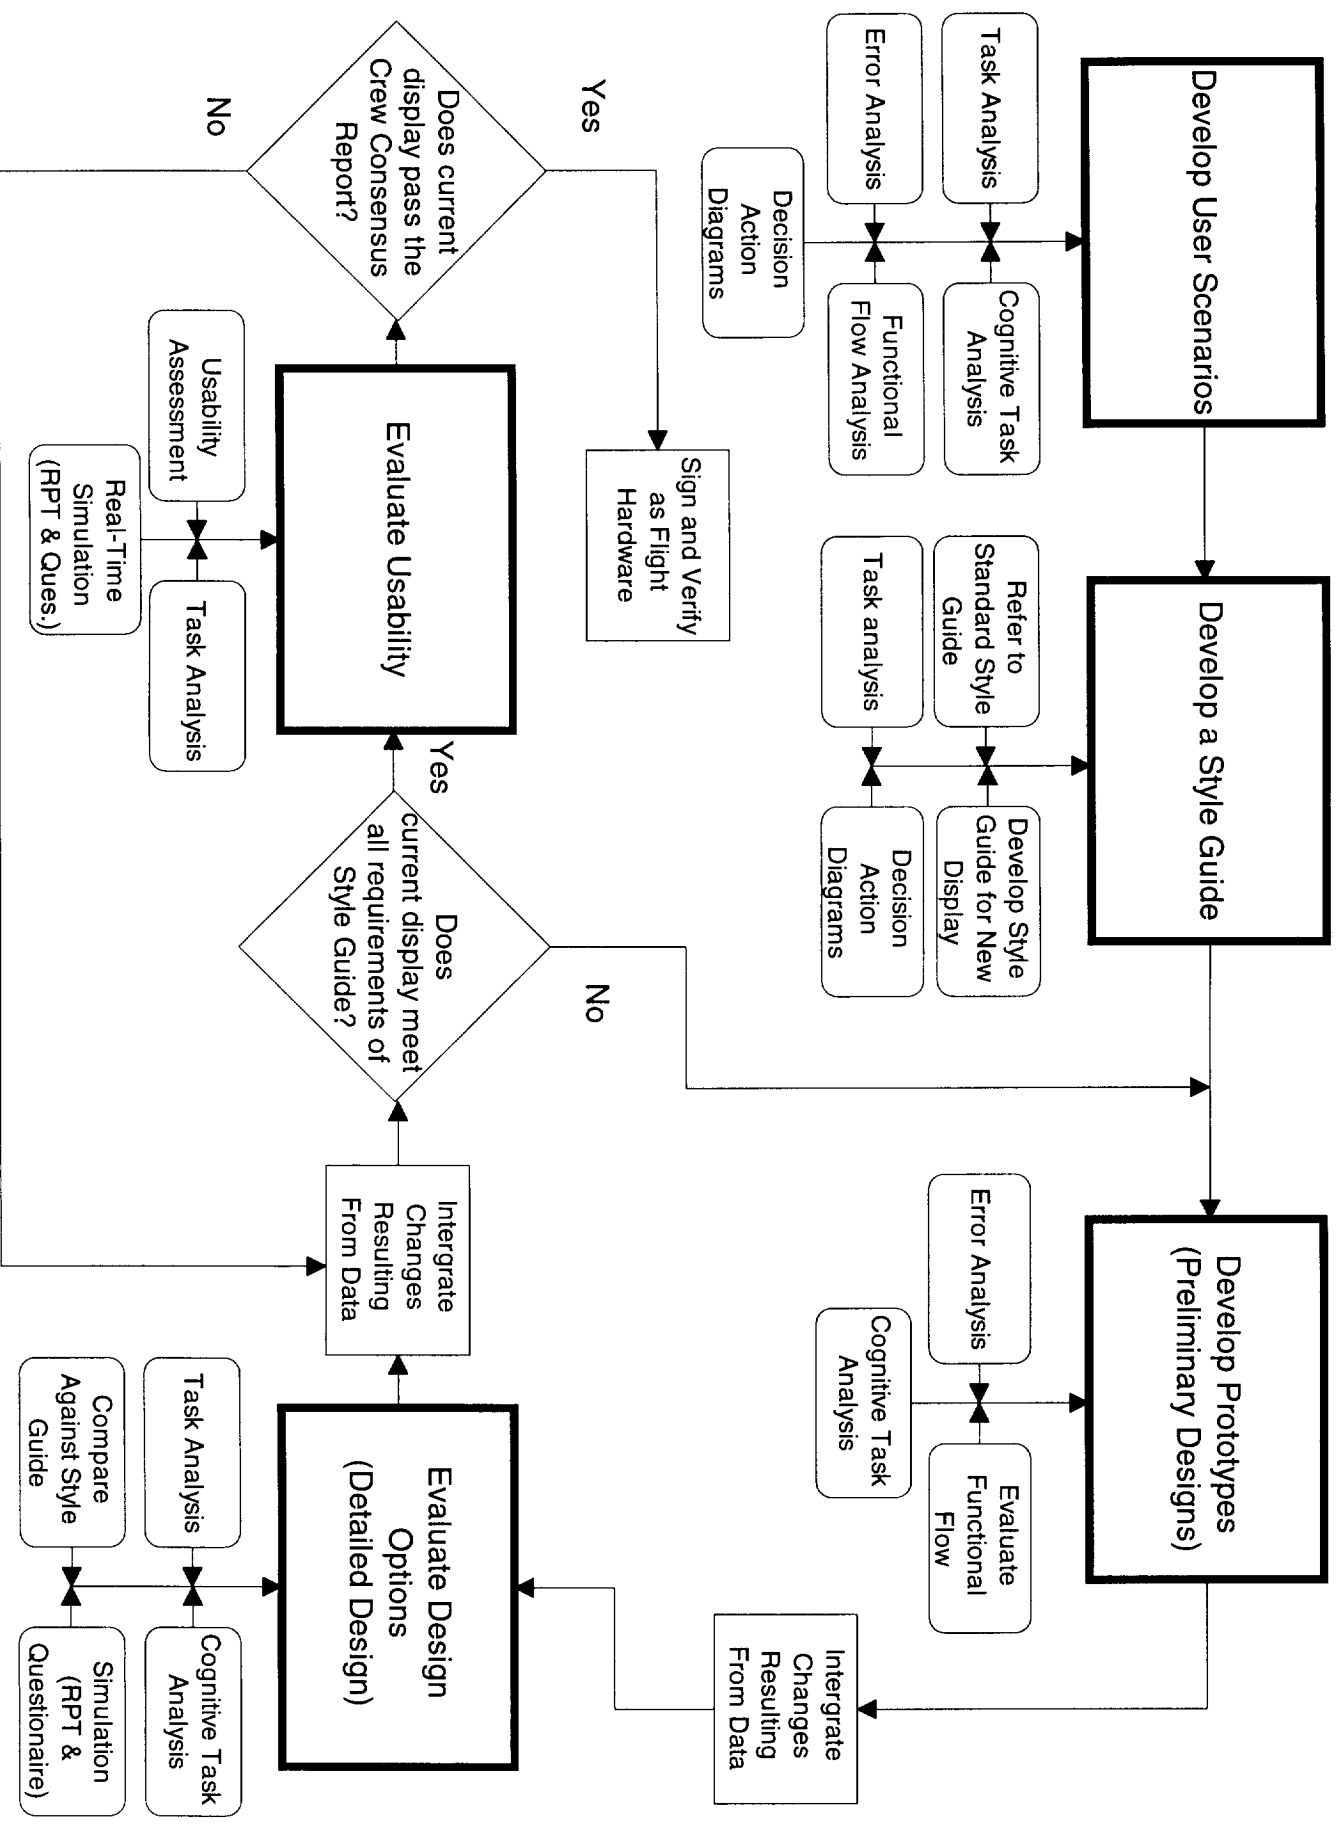 Develop User Scenarios
Develop a Style Guide
Develop Prototypes
(Preliminary Designs)
Task Analysis
Cognitive Task
Analysis
Error Analysis
Functional
Flow Analysis
Decision
Action
Diagrams
Refer to
Standard Style
Guide
Develop Style
Guide for New
Display
Task analysis
Decision
Action
Diagrams
Error Analysis
Evaluate
Functional
Flow
Cognitive Task
Analysis
Intergrate
Changes
Resulting
From Data
Sign and Verify
as Flight
Hardware
Yes
No
Does current
display pass the
Crew Consensus
Report?
No
Evaluate Usability
Yes
Does
current display meet
all requirements of
Style Guide?
Intergrate
Changes
Resulting
From Data
Evaluate Design
Options
(Detailed Design)
Usability
Assessment
Task Analysis
Real-Time
Simulation
(RPT & Ques.)
Task Analysis
Cognitive Task
Analysis
Compare
Against Style
Guide
Simulation
(RPT &
Questionaire)